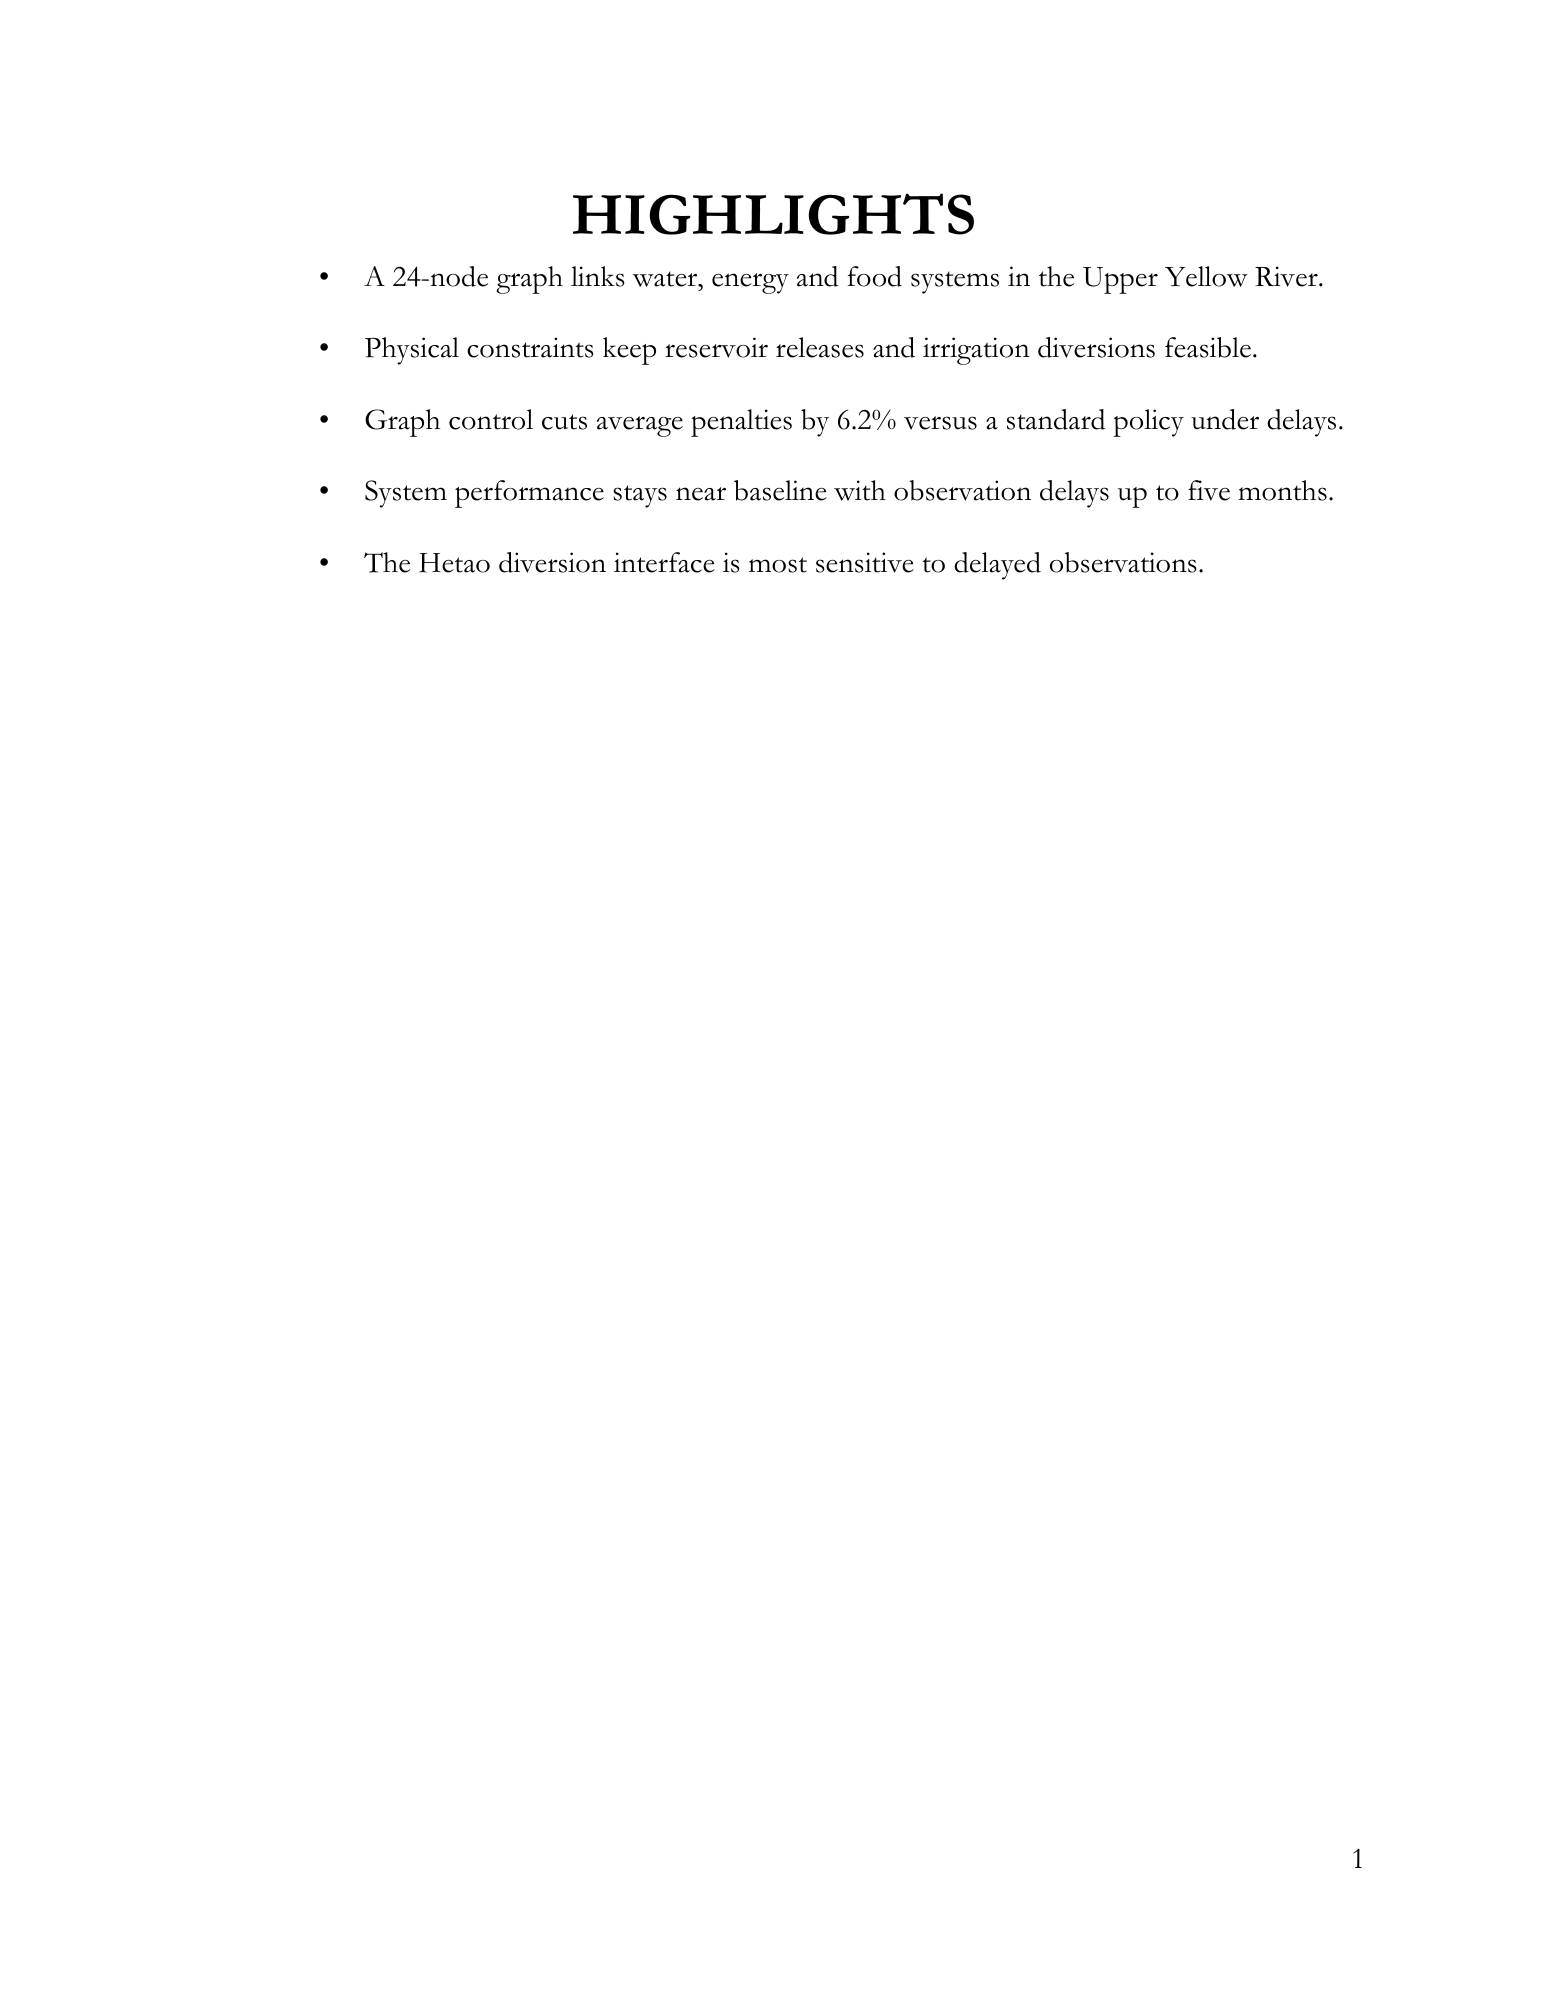 HIGHLIGHTS
• A 24-node graph links water, energy and food systems in the Upper Yellow River.
• Physical constraints keep reservoir releases and irrigation diversions feasible.
• Graph control cuts average penalties by 6.2% versus a standard policy under delays.
• System performance stays near baseline with observation delays up to five months.
• The Hetao diversion interface is most sensitive to delayed observations.
1